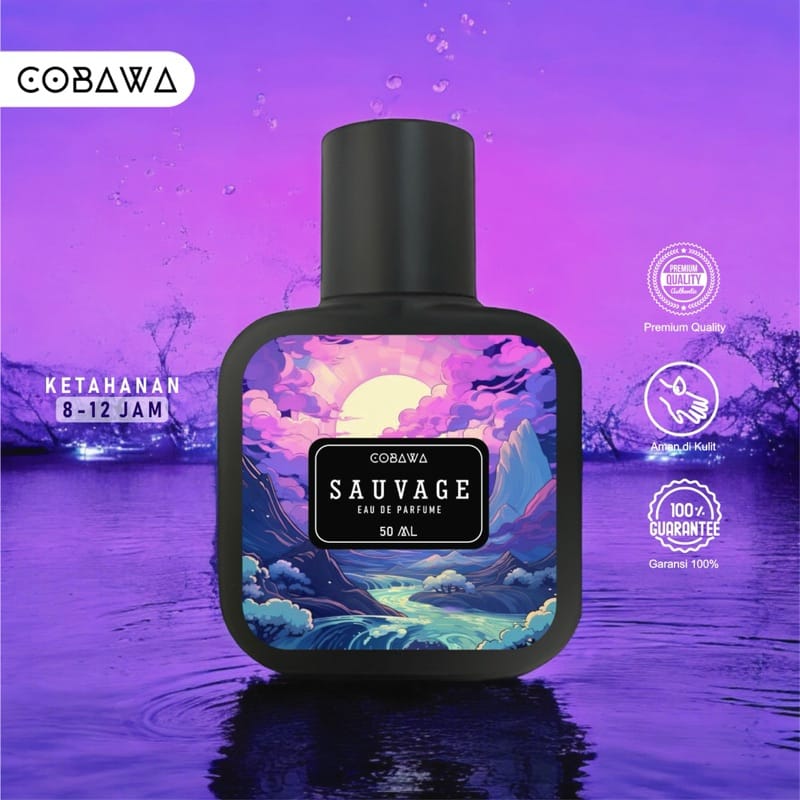 COBAWA
KETAHANAN
8-12 JAM
COBAWA
SAUVAGE
EAU DE PARFUME
50 ML
PREMIUM
QUALITY
Authentic
Premium Quality
Aman di Kulit
100%
GUARANTEE
Garansi 100%